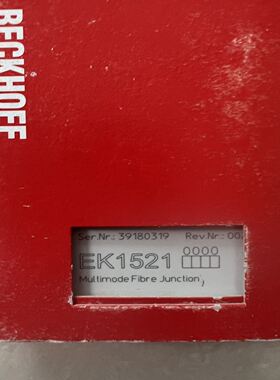 BECKHOFF
Ser.Nr.: 39180319 Rev.Nr.: 00
EK1521 0000
Multimode Fibre Junction